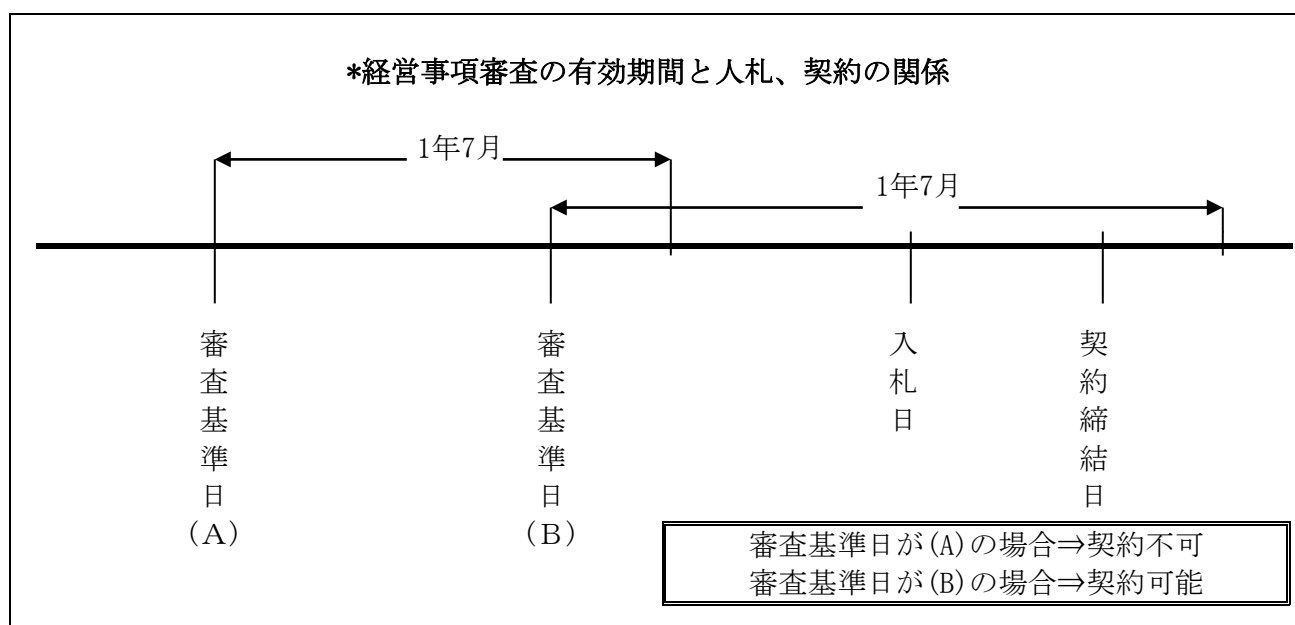 *経営事項審査の有効期間と入札、契約の関係
1年7月
1年7月
審査基準日
(A)
審査基準日
(B)
入札日
契約締結日
審査基準日が(A)の場合⇒契約不可
審査基準日が(B)の場合⇒契約可能